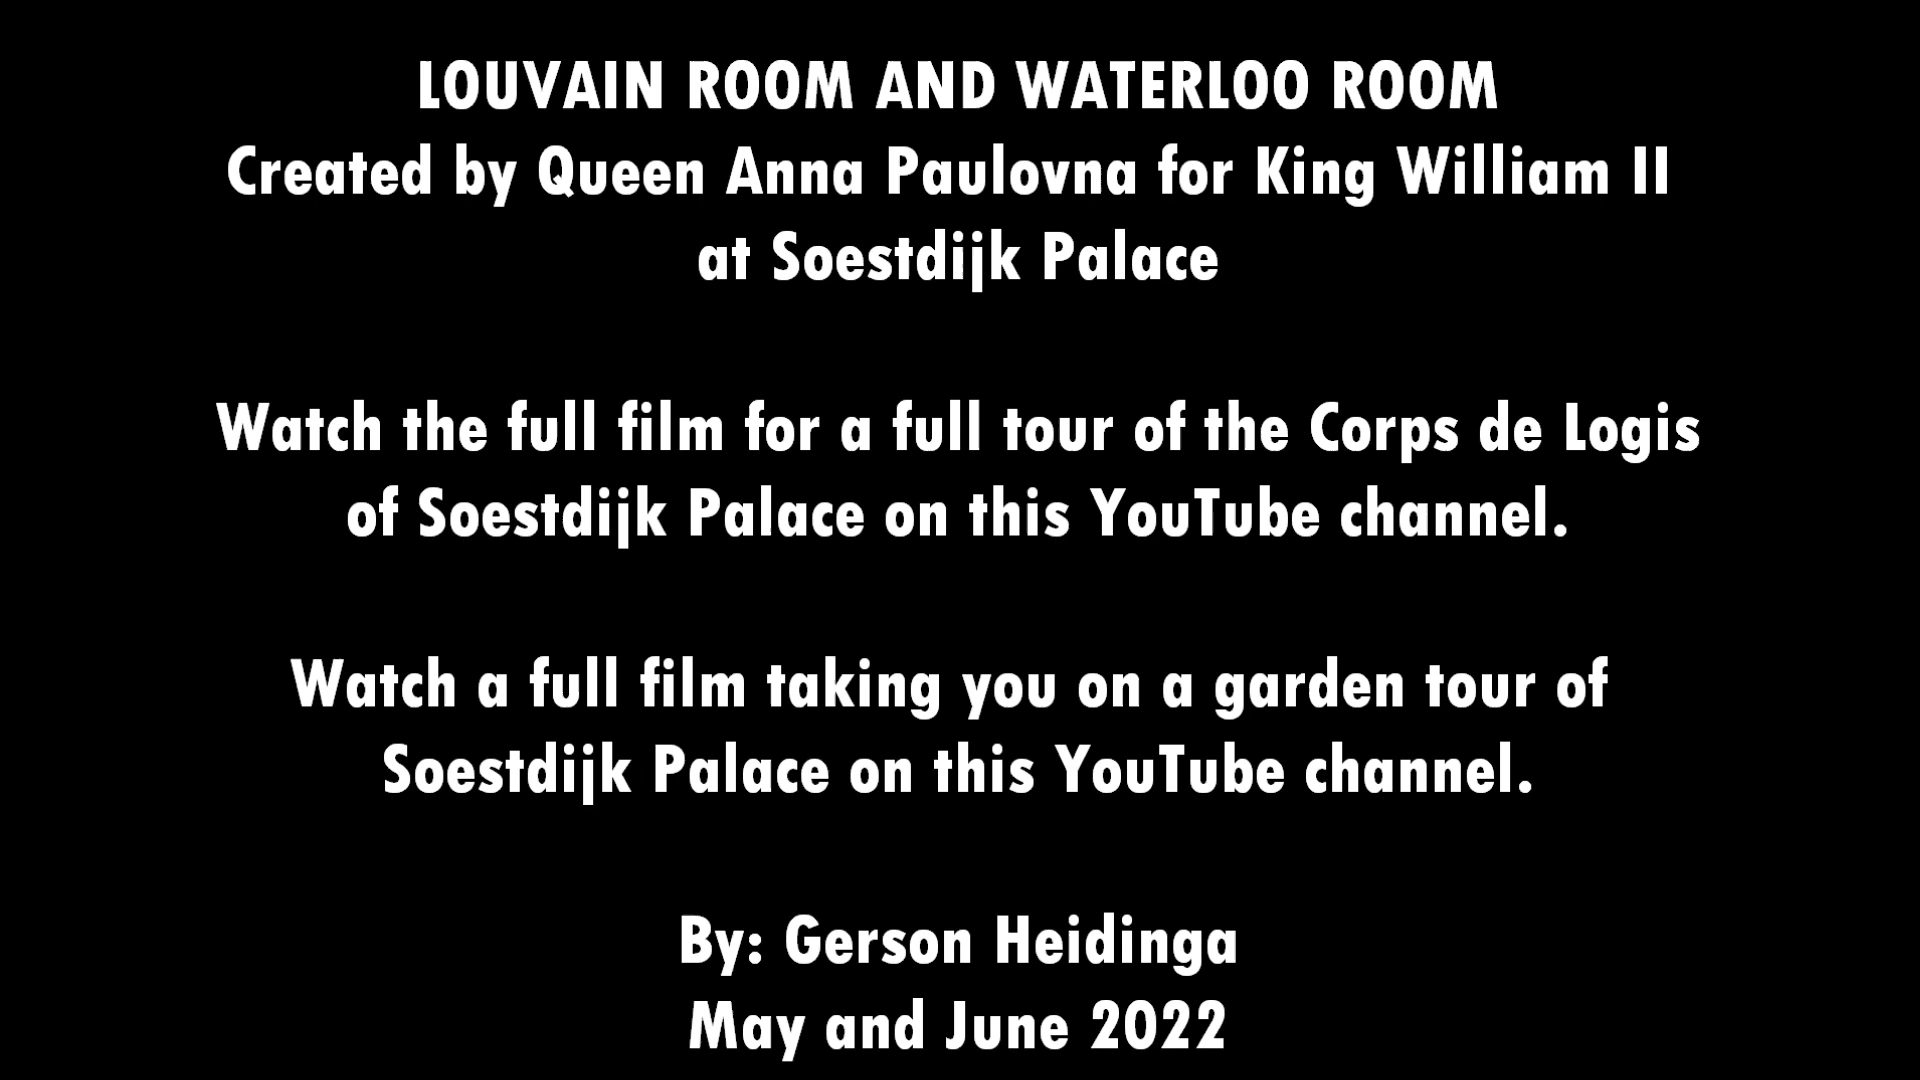 LOUVAIN ROOM AND WATERLOO ROOM
Created by Queen Anna Paulovna for King William II
at Soestdijk Palace
Watch the full film for a full tour of the Corps de Logis
of Soestdijk Palace on this YouTube channel.
Watch a full film taking you on a garden tour of
Soestdijk Palace on this YouTube channel.
By: Gerson Heidinga
May and June 2022